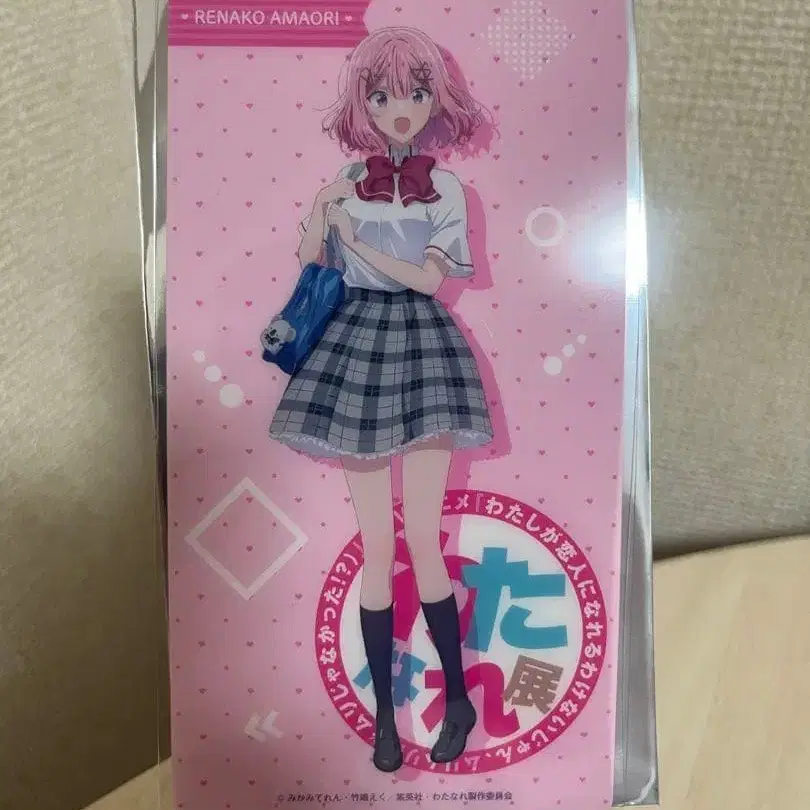 RENAKO AMAORI
ニメ『わたしが恋人になれるわけないじゃん、ムリムリ!(※ムリじゃなかった!?)』
わたなれ展
© みかみてれん・竹嶋えく/集英社・わたなれ製作委員会